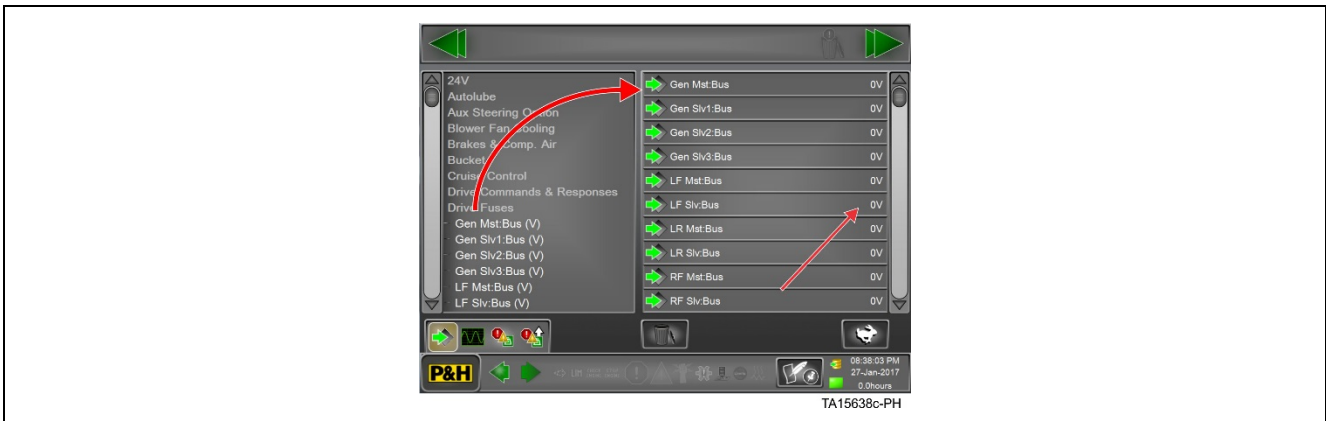 24V
Autolube
Aux Steering Option
Blower Fan Cooling
Brakes & Comp. Air
Bucket
Cruise Control
Drive Commands & Responses
Drive Fuses
Gen Mst:Bus (V)
Gen Slv1:Bus (V)
Gen Slv2:Bus (V)
Gen Slv3:Bus (V)
LF Mst:Bus (V)
LF Slv:Bus (V)
Gen Mst:Bus 0V
Gen Slv1:Bus 0V
Gen Slv2:Bus 0V
Gen Slv3:Bus 0V
LF Mst:Bus 0V
LF Slv:Bus 0V
LR Mst:Bus 0V
LR Slv:Bus 0V
RF Mst:Bus 0V
RF Slv:Bus 0V
P&H
LIM
08:38:03 PM
27-Jan-2017
0.0hours
TA15638c-PH